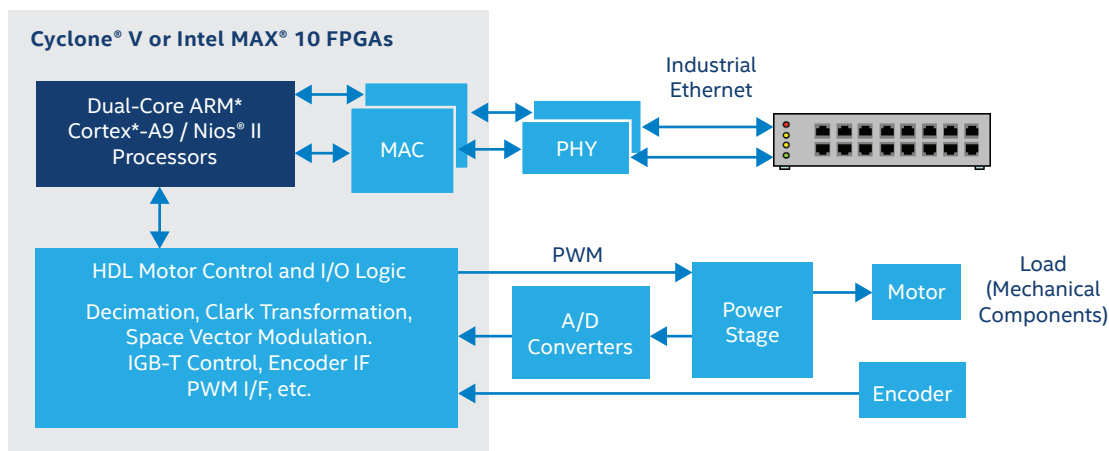 Cyclone® V or Intel MAX® 10 FPGAs
Dual-Core ARM*
Cortex*-A9 / Nios® II
Processors
MAC
PHY
Industrial
Ethernet
HDL Motor Control and I/O Logic
Decimation, Clark Transformation,
Space Vector Modulation.
IGB-T Control, Encoder IF
PWM I/F, etc.
PWM
A/D
Converters
Power
Stage
Motor
Load
(Mechanical
Components)
Encoder